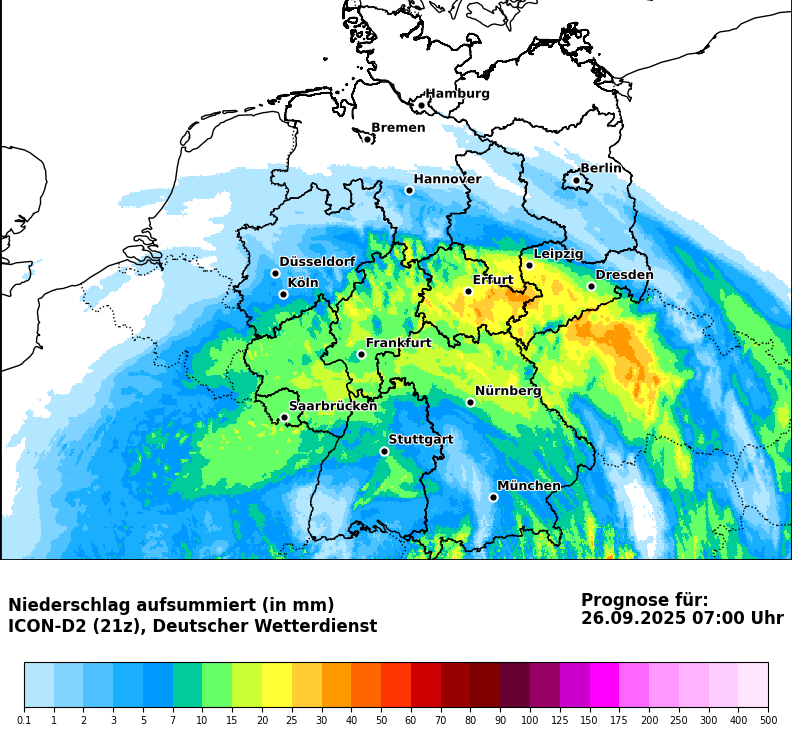 Hamburg
Bremen
Berlin
Hannover
Leipzig
Düsseldorf
Dresden
Köln
Erfurt
Frankfurt
Nürnberg
Saarbrücken
Stuttgart
München
Niederschlag aufsummiert (in mm)
ICON-D2 (21z), Deutscher Wetterdienst
Prognose für:
26.09.2025 07:00 Uhr
0.1 1 2 3 5 7 10 15 20 25 30 40 50 60 70 80 90 100 125 150 175 200 250 300 400 500